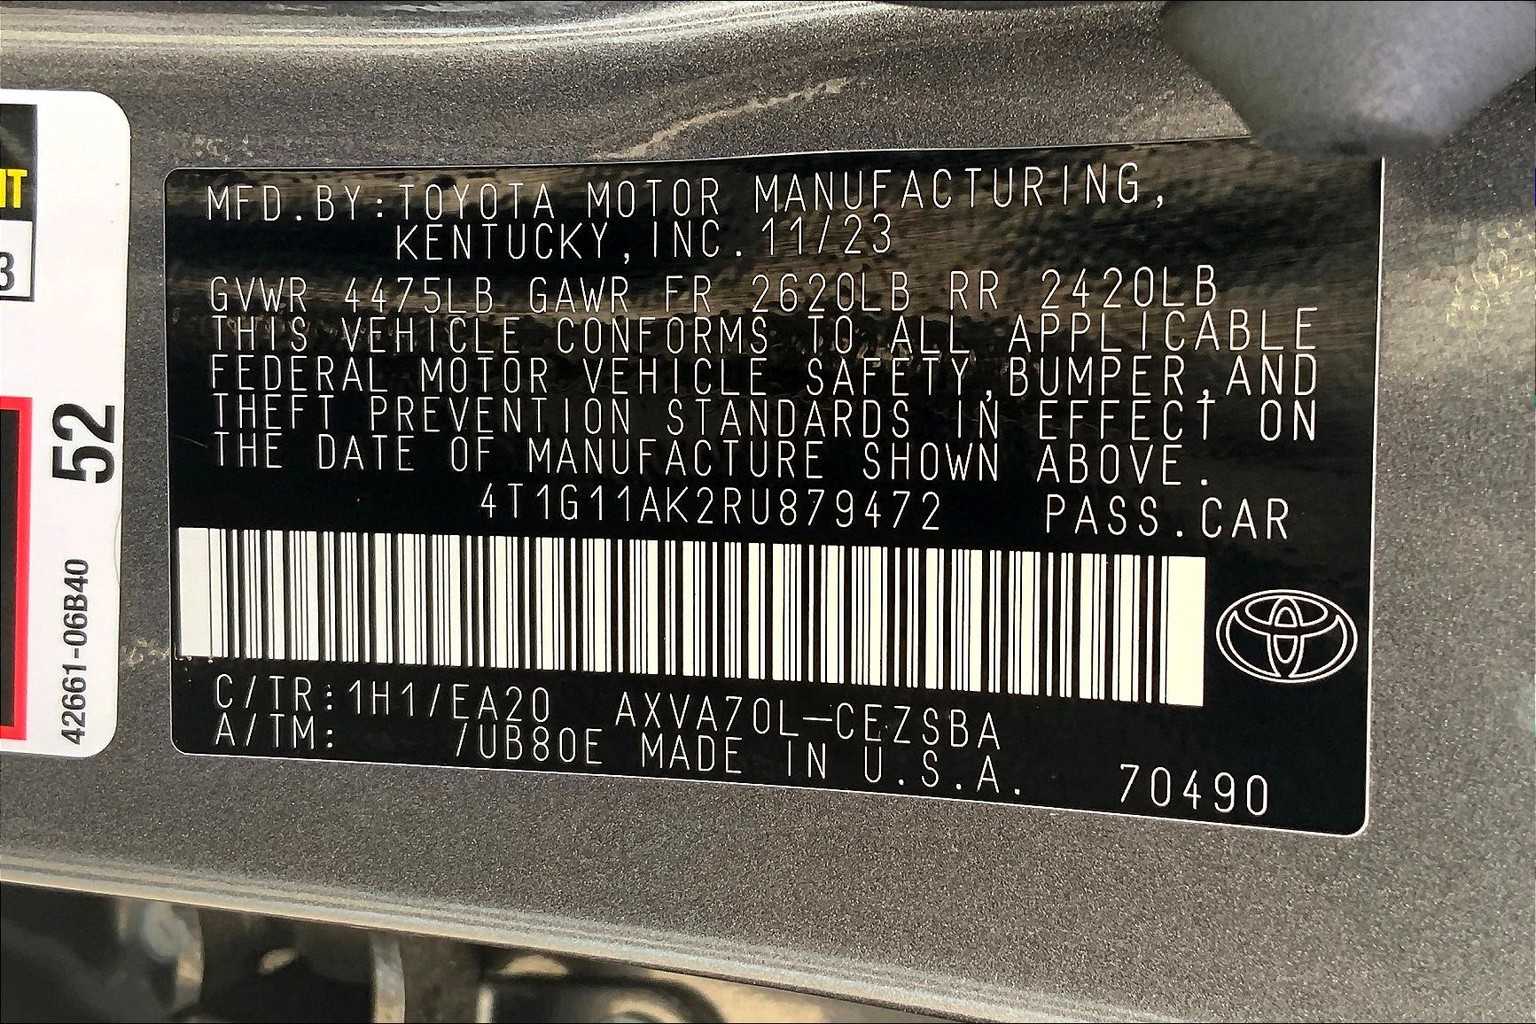 MFD.BY:TOYOTA MOTOR MANUFACTURING,
KENTUCKY,INC.11/23
GVWR 4475LB GAWR FR 2620LB RR 2420LB
THIS VEHICLE CONFORMS TO ALL APPLICABLE
FEDERAL MOTOR VEHICLE SAFETY,BUMPER,AND
THEFT PREVENTION STANDARDS IN EFFECT ON
THE DATE OF MANUFACTURE SHOWN ABOVE.
4T1G11AK2RU879472 PASS.CAR
C/TR:1H1/EA20 AXVA70L-CEZSBA
A/TM: /UB80E MADE IN U.S.A.
70490
52
42661-06B40
3